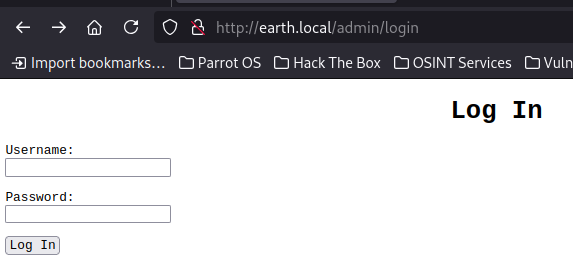 http://earth.local/admin/login
Import bookmarks... Parrot OS Hack The Box OSINT Services Vuln
Log In
Username:
Password:
Log In